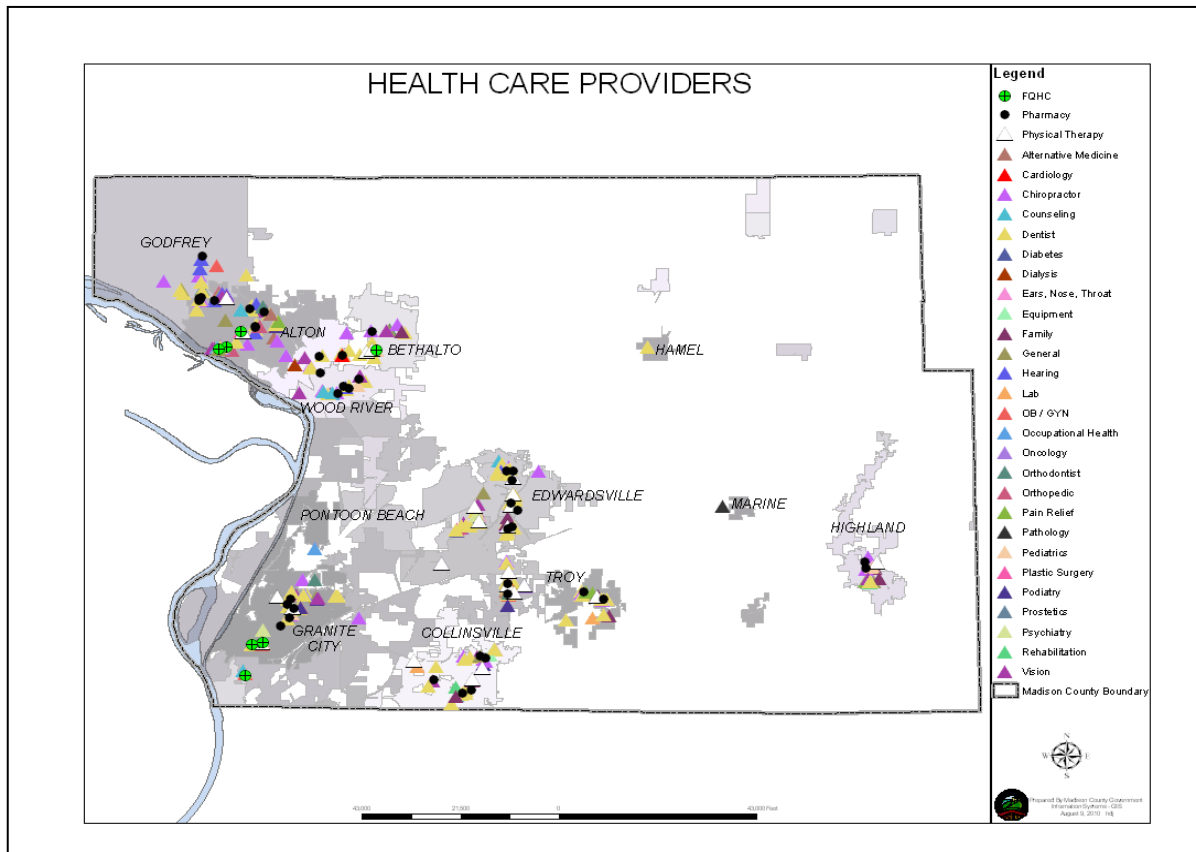 HEALTH CARE PROVIDERS
GODFREY
ALTON
BETHALTO
HAMEL
WOOD RIVER
EDWARDSVILLE
PONTOON BEACH
MARINE
HIGHLAND
TROY
GRANITE
CITY
COLLINSVILLE
43,000 21,500 0 43,000 Feet
Legend
FQHC
Pharmacy
Physical Therapy
Alternative Medicine
Cardiology
Chiropractor
Counseling
Dentist
Diabetes
Dialysis
Ears, Nose, Throat
Equipment
Family
General
Hearing
Lab
OB / GYN
Occupational Health
Oncology
Orthodontist
Orthopedic
Pain Relief
Pathology
Pediatrics
Plastic Surgery
Podiatry
Prostetics
Psychiatry
Rehabilitation
Vision
Madison County Boundary
N
W E
S
Prepared By Madison County Government
Information Systems - GIS
August 9, 2010